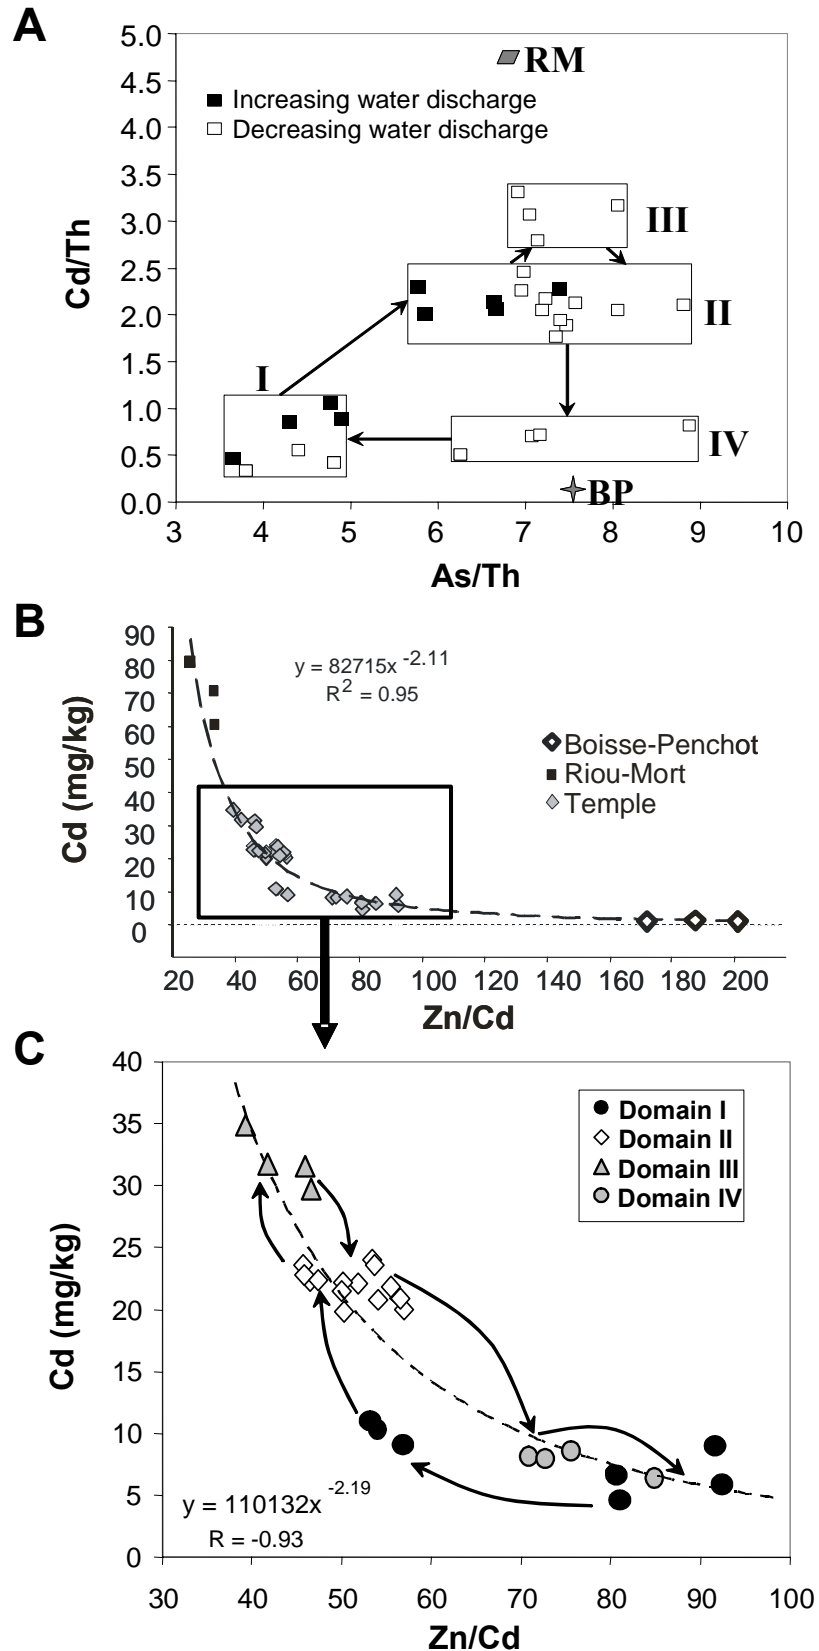 A
5.0
4.5
4.0
3.5
3.0
2.5
2.0
1.5
1.0
0.5
0.0
Cd/Th
RM
Increasing water discharge
Decreasing water discharge
III
II
I
IV
BP
3 4 5 6 7 8 9 10
As/Th
B
90
80
70
60
50
40
30
20
10
0
Cd (mg/kg)
y = 82715x -2.11
R2 = 0.95
Boisse-Penchot
Riou-Mort
Temple
20 40 60 80 100 120 140 160 180 200
Zn/Cd
C
40
35
30
25
20
15
10
5
0
Cd (mg/kg)
Domain I
Domain II
Domain III
Domain IV
y = 110132x -2.19
R = -0.93
30 40 50 60 70 80 90 100
Zn/Cd